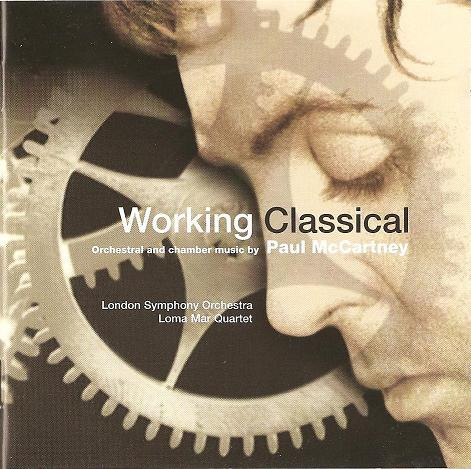 Working Classical
Orchestral and chamber music by Paul McCartney
London Symphony Orchestra
Loma Mar Quartet